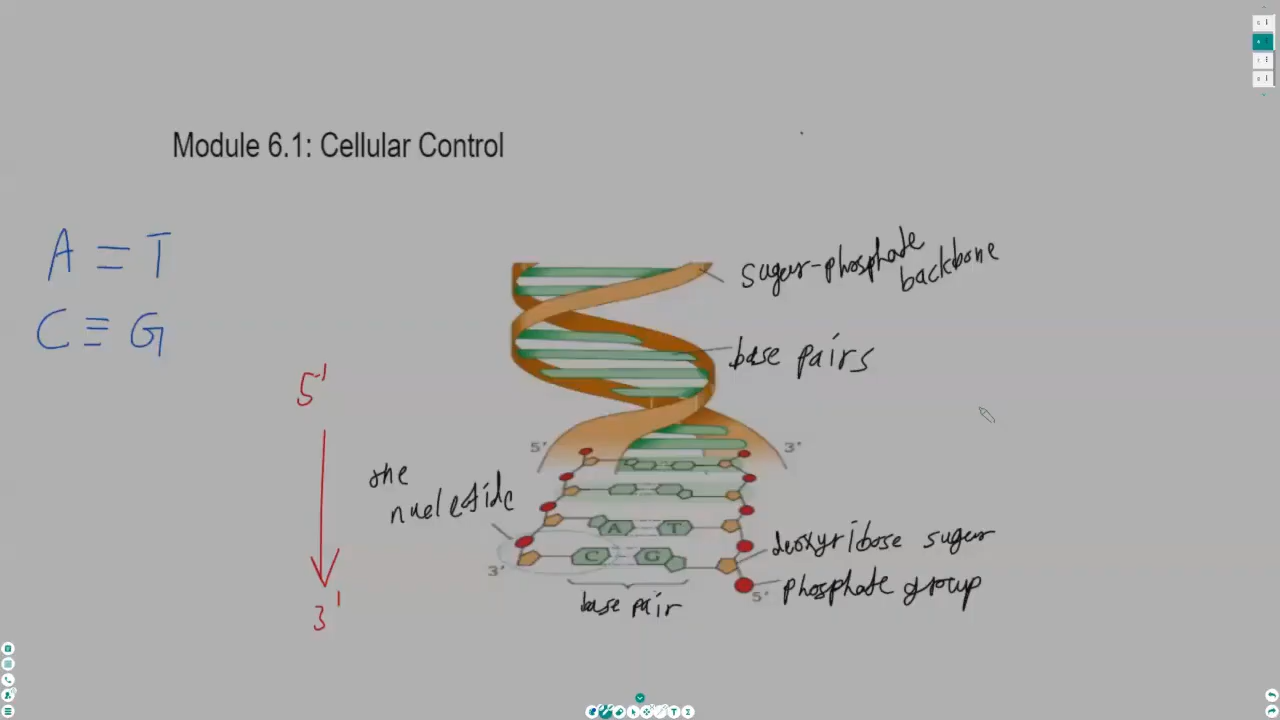 Module 6.1: Cellular Control
A = T
C ≡ G
sugar-phosphate
backbone
base pairs
5'
3'
5'
3'
one
nucleotide
A T
C G
3'
5'
deoxyribose sugar
phosphate group
base pair